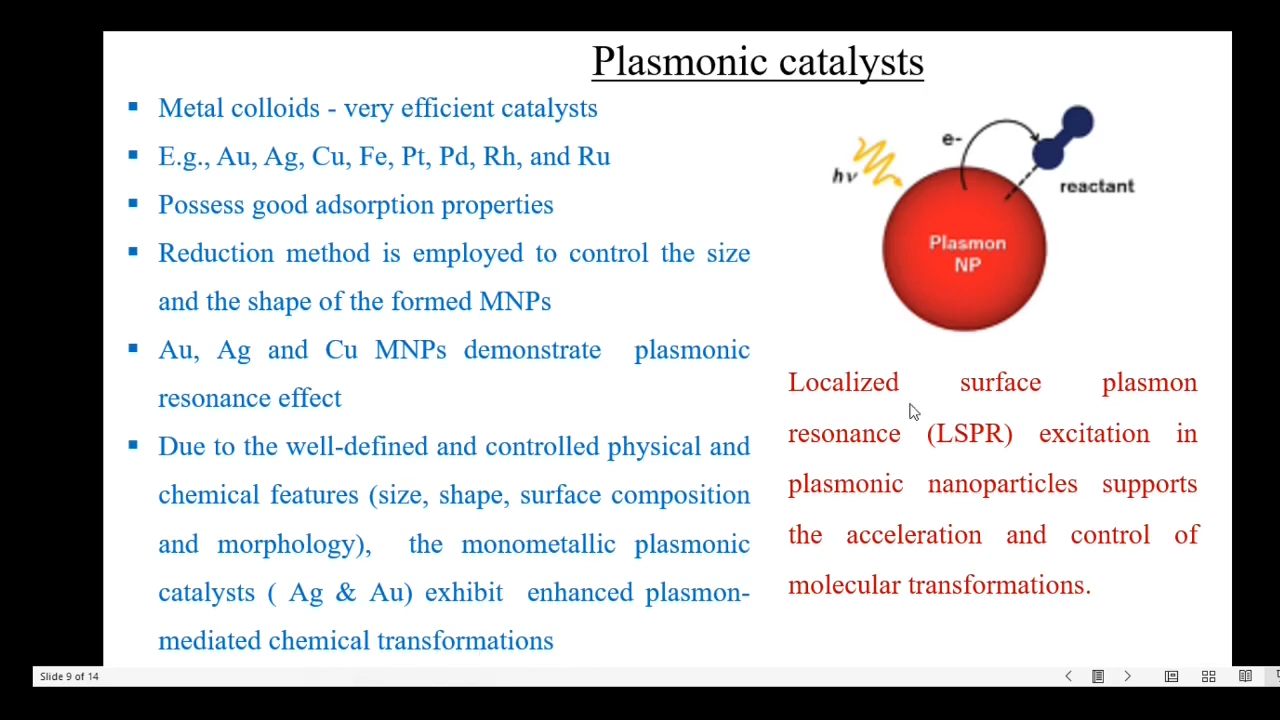 Plasmonic catalysts
▪ Metal colloids - very efficient catalysts
▪ E.g., Au, Ag, Cu, Fe, Pt, Pd, Rh, and Ru
▪ Possess good adsorption properties
▪ Reduction method is employed to control the size
and the shape of the formed MNPs
▪ Au, Ag and Cu MNPs demonstrate plasmonic
resonance effect
▪ Due to the well-defined and controlled physical and
chemical features (size, shape, surface composition
and morphology), the monometallic plasmonic
catalysts ( Ag & Au) exhibit enhanced plasmon-
mediated chemical transformations
e-
hν
reactant
Plasmon
NP
Localized surface plasmon
resonance (LSPR) excitation in
plasmonic nanoparticles supports
the acceleration and control of
molecular transformations.
Slide 9 of 14